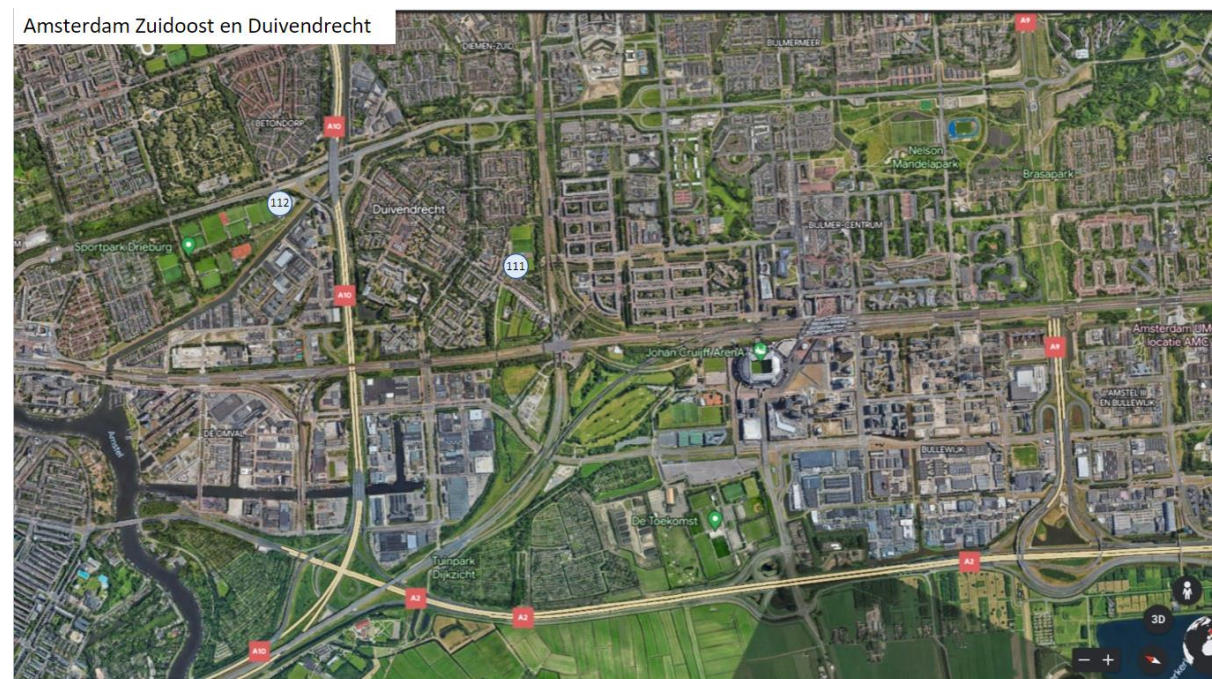 Amsterdam Zuidoost en Duivendrecht
A9
DIEMEN-ZUID
BIJLMERMEER
BETONDORP
A10
Nelson
Mandelapark
Brasapark
112
Duivendrecht
BIJLMER-CENTRUM
Sportpark Drieburg
111
A10
Amsterdam UM
locatie AMC
Johan Cruijff ArenA
A9
AMSTEL III
EN BULLEWIJK
DE OMVAL
Amstel
BULLEWIJK
De Toekomst
Tuinpark
Dijkzicht
A2
A2
A2
A10
3D